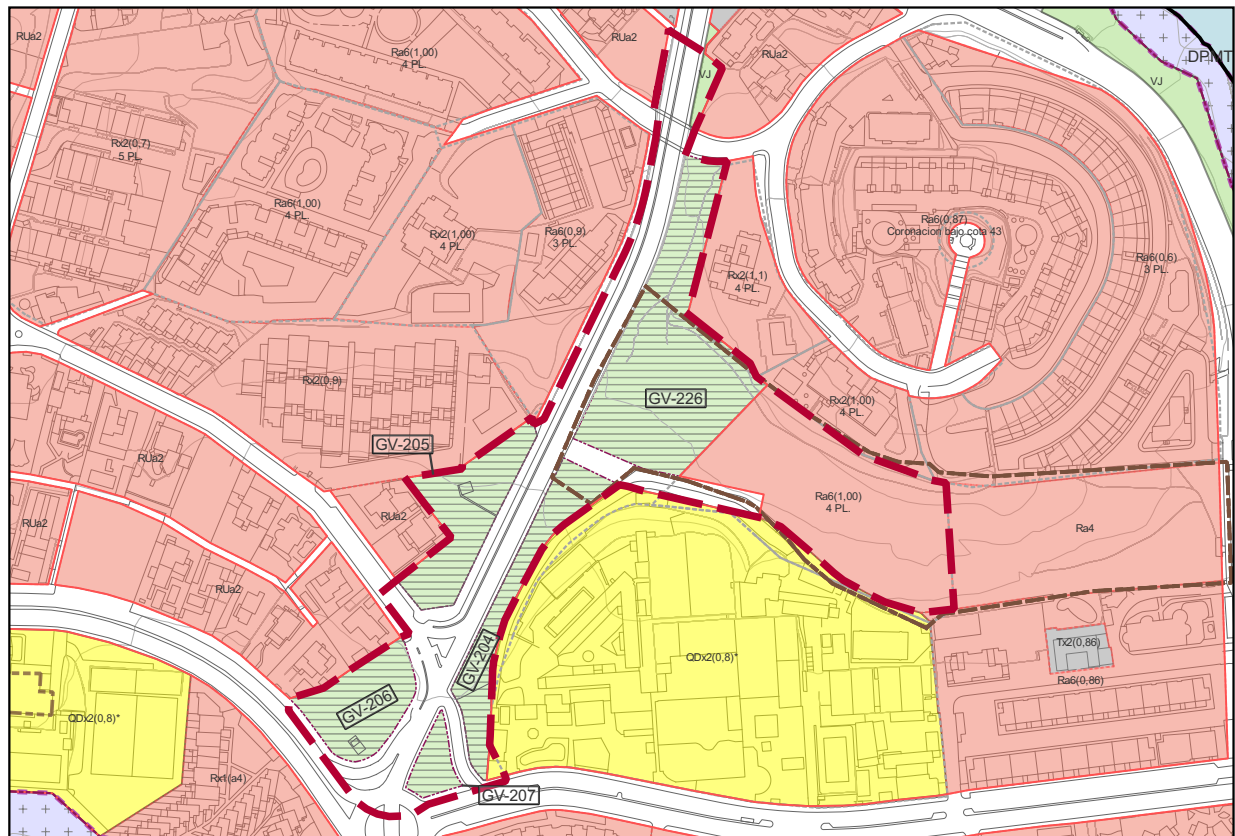 RUa2
Ra6(1,00)
4 PL.
RUa2
RUa2
VJ
VJ
DPMT
Rx2(0,7)
5 PL.
Ra6(1,00)
4 PL.
Rx2(1,00)
4 PL.
Ra6(0,9)
3 PL.
Rx2(1,1)
4 PL.
Ra6(0,87)
Coronacion bajo cota 43
Ra6(0,6)
3 PL.
Rx2(0,9)
GV-226
Rx2(1,00)
4 PL.
GV-205
RUa2
RUa2
RUa2
Ra6(1,00)
4 PL.
Ra4
RUa2
GV-204
QDx2(0,8)*
Tx2(0,86)
Ra6(0,86)
GV-206
QDx2(0,8)*
Rx1(a4)
GV-207